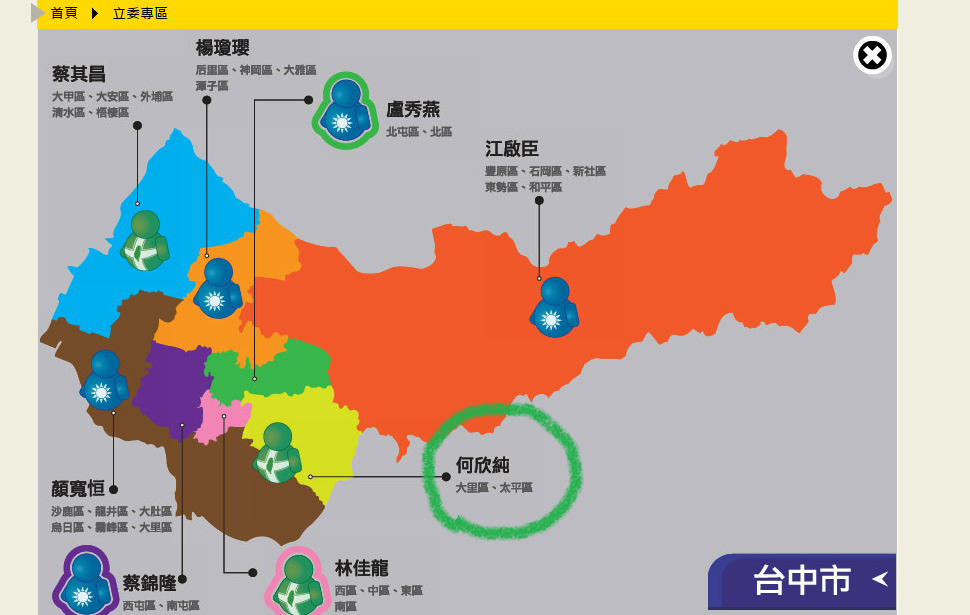 首頁 立委專區
楊瓊瓔
后里區、神岡區、大雅區
潭子區
蔡其昌
大甲區、大安區、外埔區
清水區、梧棲區
盧秀燕
北屯區、北區
江啟臣
豐原區、石岡區、新社區
東勢區、和平區
何欣純
大里區、太平區
顏寬恒
沙鹿區、龍井區、大肚區
烏日區、霧峰區、大里區
蔡錦隆
西屯區、南屯區
林佳龍
西區、中區、東區
南區
台中市